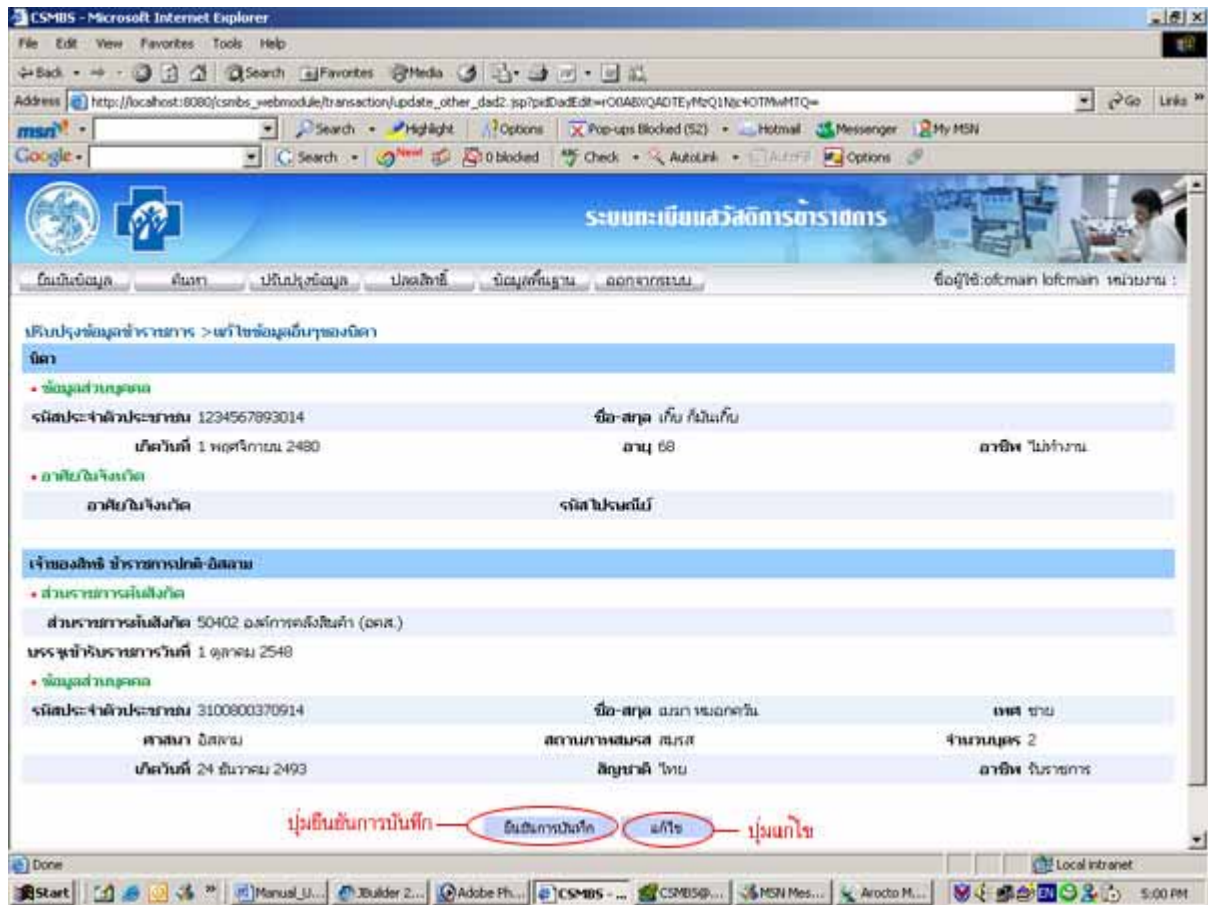 CSMBS - Microsoft Internet Explorer
File Edit View Favorites Tools Help
Back Search Favorites Media
Address http://localhost:8080/csmbs_webmodule/transaction/update_other_dad2.jsp?pidDadEdit= Go Links »
msn Search Highlight Options Pop-ups Blocked (52) Hotmail Messenger My MSN
Google Search New! 0 blocked Check AutoLink AutoFill Options
ระบบทะเบียนสวัสดิการข้าราชการ
ยืนยันข้อมูล ค้นหา ปรับปรุงข้อมูล ปลดสิทธิ์ ข้อมูลพื้นฐาน ออกจากระบบ ชื่อผู้ใช้:ofcmain lofcmain หน่วยงาน :
ปรับปรุงข้อมูลข้าราชการ >แก้ไขข้อมูลอื่นๆของบิดา
บิดา
ข้อมูลส่วนบุคคล
รหัสประจำตัวประชาชน 1234567893014 ชื่อ-สกุล เก็บ ก็มันเก็บ
เกิดวันที่ 1 พฤศจิกายน 2480 อายุ 68 อาชีพ ไม่ทำงาน
อาศัยในจังหวัด
อาศัยในจังหวัด รหัสไปรษณีย์
เจ้าของสิทธิ ข้าราชการปกติ-อิสลาม
ส่วนราชการต้นสังกัด
ส่วนราชการต้นสังกัด 50402 องค์การคลังสินค้า (อคส.)
บรรจุเข้ารับราชการวันที่ 1 ตุลาคม 2548
ข้อมูลส่วนบุคคล
รหัสประจำตัวประชาชน 3100800370914 ชื่อ-สกุล หมอกควัน เพศ ชาย
ศาสนา อิสลาม สถานภาพสมรส สมรส จำนวนบุตร 2
เกิดวันที่ 24 ธันวาคม 2493 สัญชาติ ไทย อาชีพ รับราชการ
ปุ่มยืนยันการบันทึก ยืนยันการบันทึก แก้ไข ปุ่มแก้ไข
Done Local intranet
Start » Manual_U... JBuilder 2... Adobe Ph... CSMBS - ... CSMBS@... MSN Mes... Arocto M... EN 5:00 PM